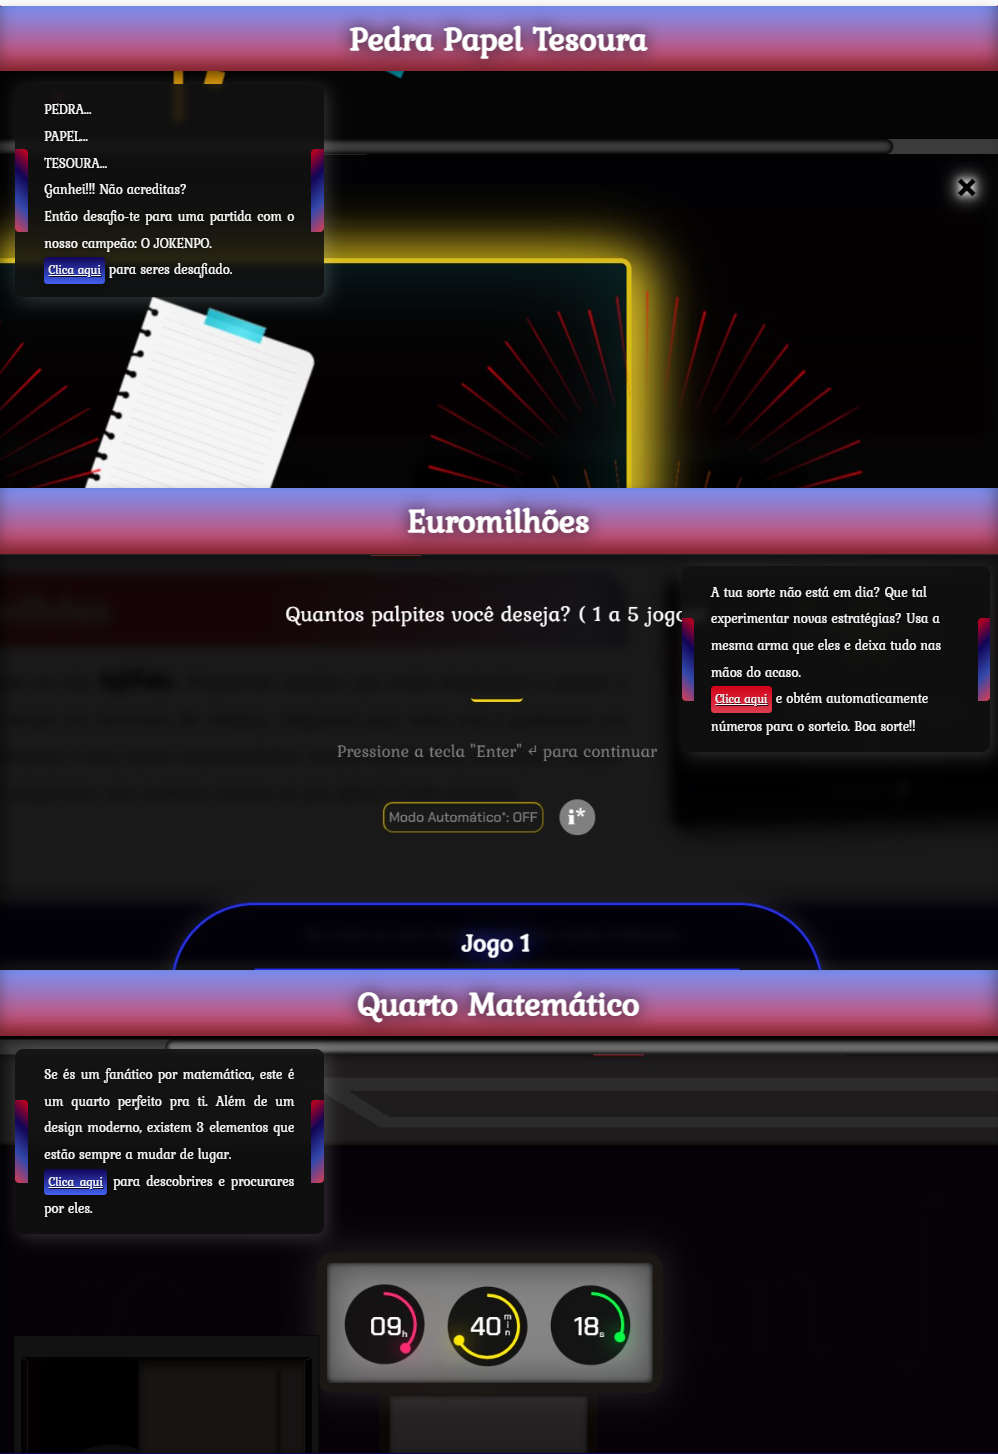 Pedra Papel Tesoura
PEDRA...
PAPEL...
TESOURA...
Ganhei!!! Não acreditas?
Então desafio-te para uma partida com o
nosso campeão: O JOKENPO.
Clica aqui para seres desafiado.
Euromilhões
Quantos palpites você deseja? ( 1 a 5 jogo
A tua sorte não está em dia? Que tal
experimentar novas estratégias? Usa a
mesma arma que eles e deixa tudo nas
mãos do acaso.
Clica aqui e obtém automaticamente
números para o sorteio. Boa sorte!!
Pressione a tecla "Enter" ↵ para continuar
Modo Automático*: OFF
i*
Jogo 1
Quarto Matemático
Se és um fanático por matemática, este é
um quarto perfeito pra ti. Além de um
design moderno, existem 3 elementos que
estão sempre a mudar de lugar.
Clica aqui para descobrires e procurares
por eles.
09h 40min 18s